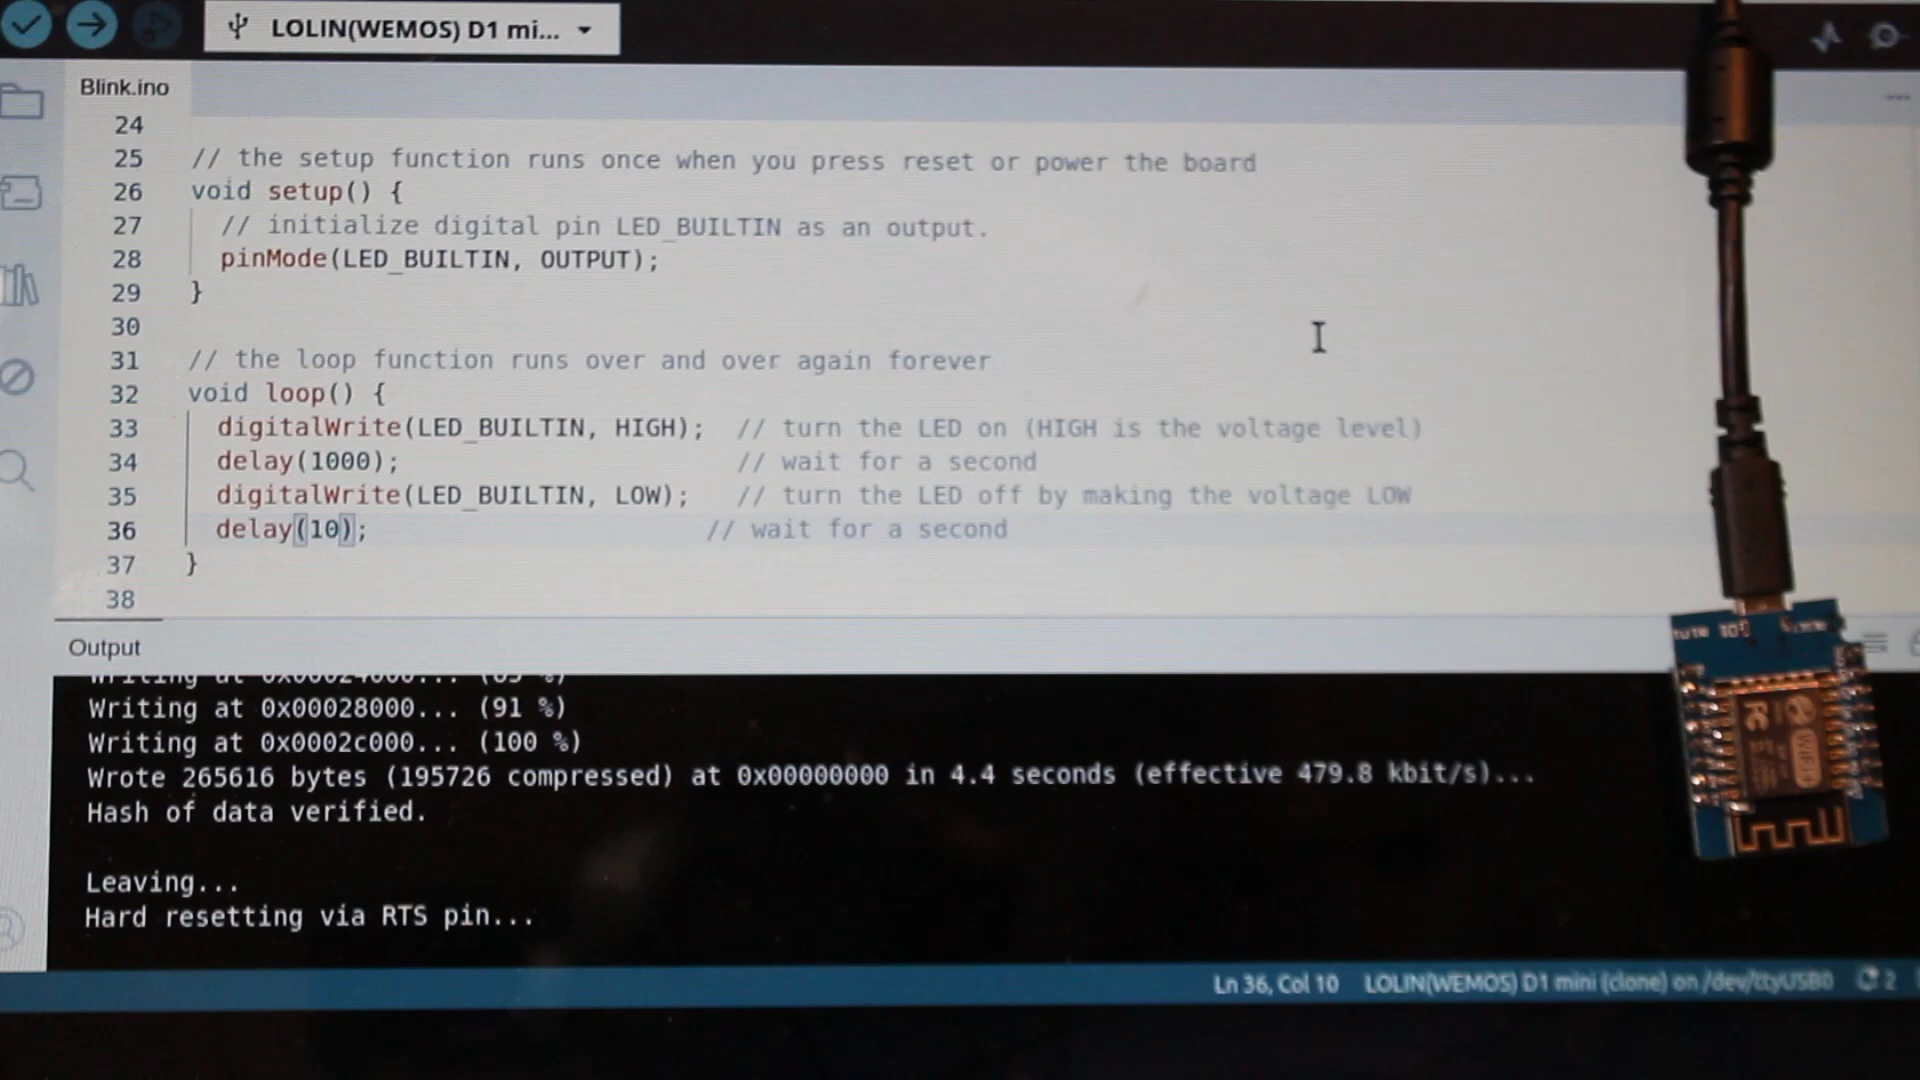 LOLIN(WEMOS) D1 mi...
Blink.ino
24
25 // the setup function runs once when you press reset or power the board
26 void setup() {
27 // initialize digital pin LED_BUILTIN as an output.
28 pinMode(LED_BUILTIN, OUTPUT);
29 }
30
31 // the loop function runs over and over again forever
32 void loop() {
33 digitalWrite(LED_BUILTIN, HIGH); // turn the LED on (HIGH is the voltage level)
34 delay(1000); // wait for a second
35 digitalWrite(LED_BUILTIN, LOW); // turn the LED off by making the voltage LOW
36 delay(10); // wait for a second
37 }
38
Output
Writing at 0x00028000... (91 %)
Writing at 0x0002c000... (100 %)
Wrote 265616 bytes (195726 compressed) at 0x00000000 in 4.4 seconds (effective 479.8 kbit/s)...
Hash of data verified.
Leaving...
Hard resetting via RTS pin...
Ln 36, Col 10 LOLIN(WEMOS) D1 mini (clone) on /dev/ttyUSB0 2